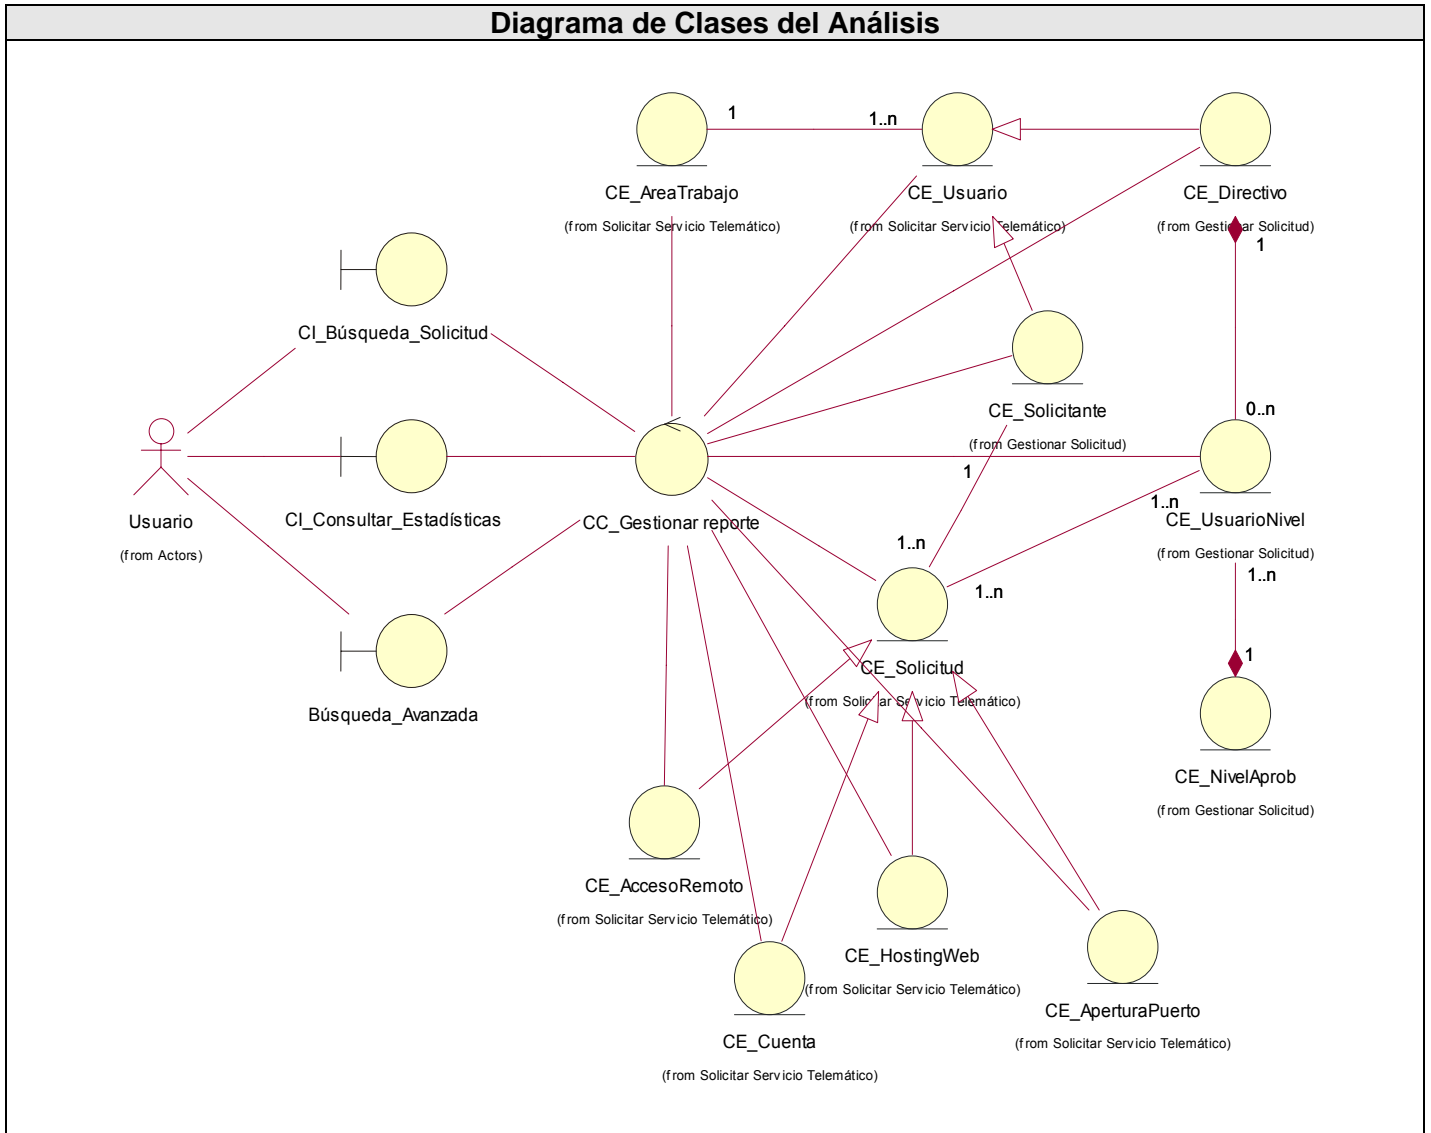 Diagrama de Clases del Análisis
1
1..n
CE_AreaTrabajo
(from Solicitar Servicio Telemático)
CE_Usuario
(from Solicitar Servicio Telemático)
CE_Directivo
(from Gestionar Solicitud)
1
CI_Búsqueda_Solicitud
CE_Solicitante
(from Gestionar Solicitud)
0..n
1
1..n
Usuario
(from Actors)
CI_Consultar_Estadísticas
CC_Gestionar reporte
CE_UsuarioNivel
(from Gestionar Solicitud)
1..n
1..n
1..n
1
CE_Solicitud
(from Solicitar Servicio Telemático)
Búsqueda_Avanzada
CE_NivelAprob
(from Gestionar Solicitud)
CE_AccesoRemoto
(from Solicitar Servicio Telemático)
CE_HostingWeb
(from Solicitar Servicio Telemático)
CE_AperturaPuerto
(from Solicitar Servicio Telemático)
CE_Cuenta
(from Solicitar Servicio Telemático)